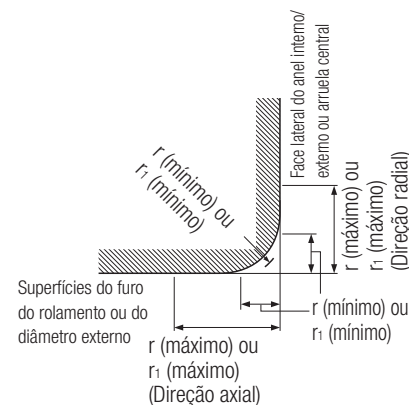 Face lateral do anel interno/
externo ou arruela central
r (mínimo) ou
r1 (mínimo)
r (máximo) ou
r1 (máximo)
(Direção radial)
Superfícies do furo
do rolamento ou do
diâmetro externo
r (mínimo) ou
r1 (mínimo)
r (máximo) ou
r1 (máximo)
(Direção axial)